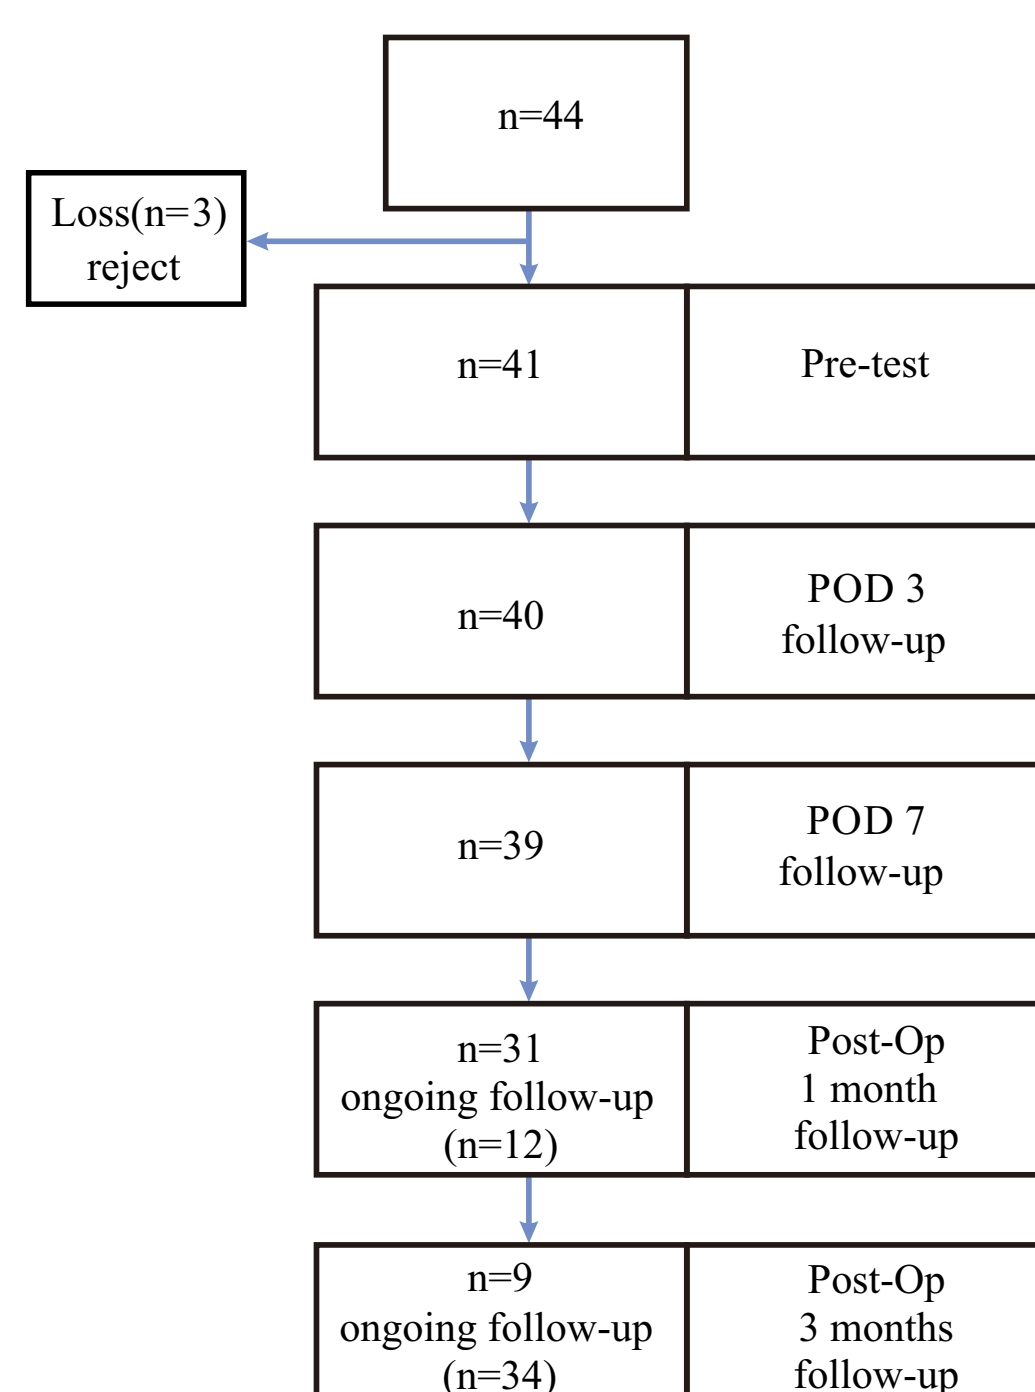 n=44
Loss(n=3)
reject
n=41
Pre-test
n=40
POD 3
follow-up
n=39
POD 7
follow-up
n=31
ongoing follow-up
(n=12)
Post-Op
1 month
follow-up
n=9
ongoing follow-up
(n=34)
Post-Op
3 months
follow-up